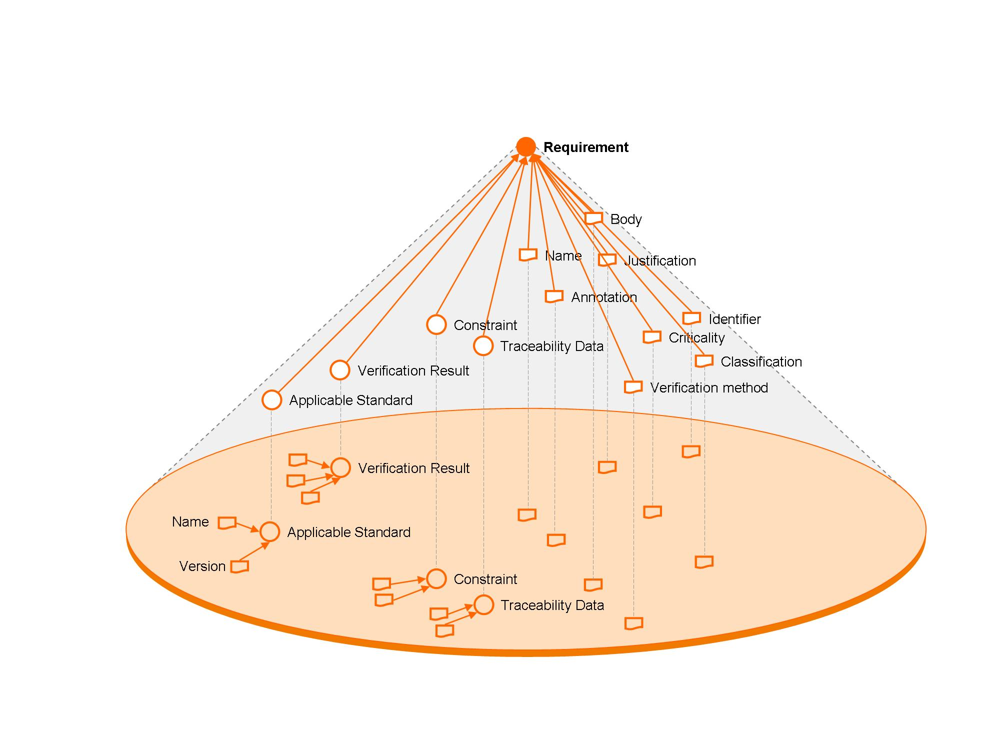 Requirement
Body
Name
Justification
Annotation
Identifier
Constraint
Criticality
Traceability Data
Classification
Verification Result
Verification method
Applicable Standard
Verification Result
Name
Applicable Standard
Version
Constraint
Traceability Data